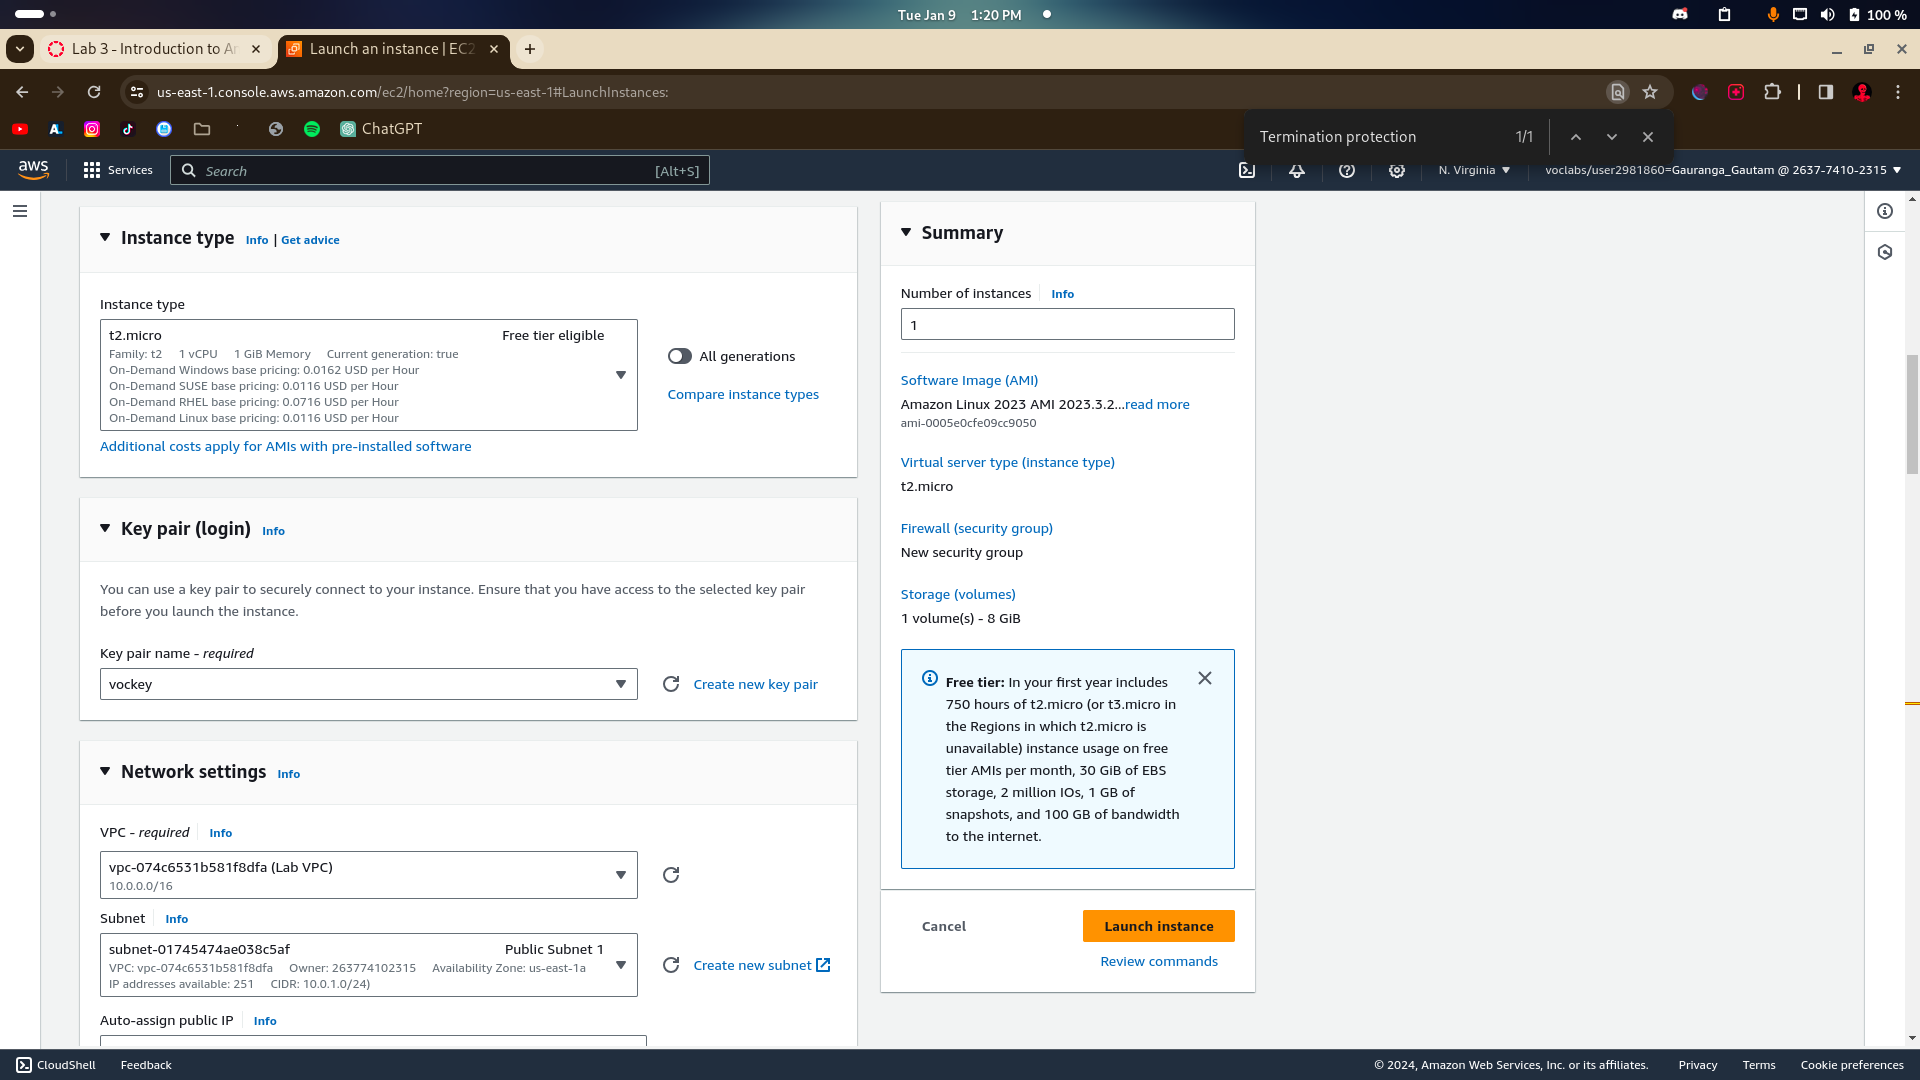 Tue Jan 9 1:20 PM
100 %
Lab 3 - Introduction to Am
Launch an instance | EC2
us-east-1.console.aws.amazon.com/ec2/home?region=us-east-1#LaunchInstances:
ChatGPT
Termination protection 1/1
aws
Services
Search [Alt+S]
N. Virginia
voclabs/user2981860=Gauranga_Gautam @ 2637-7410-2315
Instance type Info | Get advice
Instance type
t2.micro Free tier eligible
Family: t2 1 vCPU 1 GiB Memory Current generation: true
On-Demand Windows base pricing: 0.0162 USD per Hour
On-Demand SUSE base pricing: 0.0116 USD per Hour
On-Demand RHEL base pricing: 0.0716 USD per Hour
On-Demand Linux base pricing: 0.0116 USD per Hour
All generations
Compare instance types
Additional costs apply for AMIs with pre-installed software
Key pair (login) Info
You can use a key pair to securely connect to your instance. Ensure that you have access to the selected key pair
before you launch the instance.
Key pair name - required
vockey
Create new key pair
Network settings Info
VPC - required Info
vpc-074c6531b581f8dfa (Lab VPC)
10.0.0.0/16
Subnet Info
subnet-01745474ae038c5af Public Subnet 1
VPC: vpc-074c6531b581f8dfa Owner: 263774102315 Availability Zone: us-east-1a
IP addresses available: 251 CIDR: 10.0.1.0/24)
Create new subnet
Auto-assign public IP Info
Summary
Number of instances Info
1
Software Image (AMI)
Amazon Linux 2023 AMI 2023.3.2...read more
ami-0005e0cfe09cc9050
Virtual server type (instance type)
t2.micro
Firewall (security group)
New security group
Storage (volumes)
1 volume(s) - 8 GiB
Free tier: In your first year includes
750 hours of t2.micro (or t3.micro in
the Regions in which t2.micro is
unavailable) instance usage on free
tier AMIs per month, 30 GiB of EBS
storage, 2 million IOs, 1 GB of
snapshots, and 100 GB of bandwidth
to the internet.
Cancel
Launch instance
Review commands
CloudShell
Feedback
© 2024, Amazon Web Services, Inc. or its affiliates.
Privacy
Terms
Cookie preferences